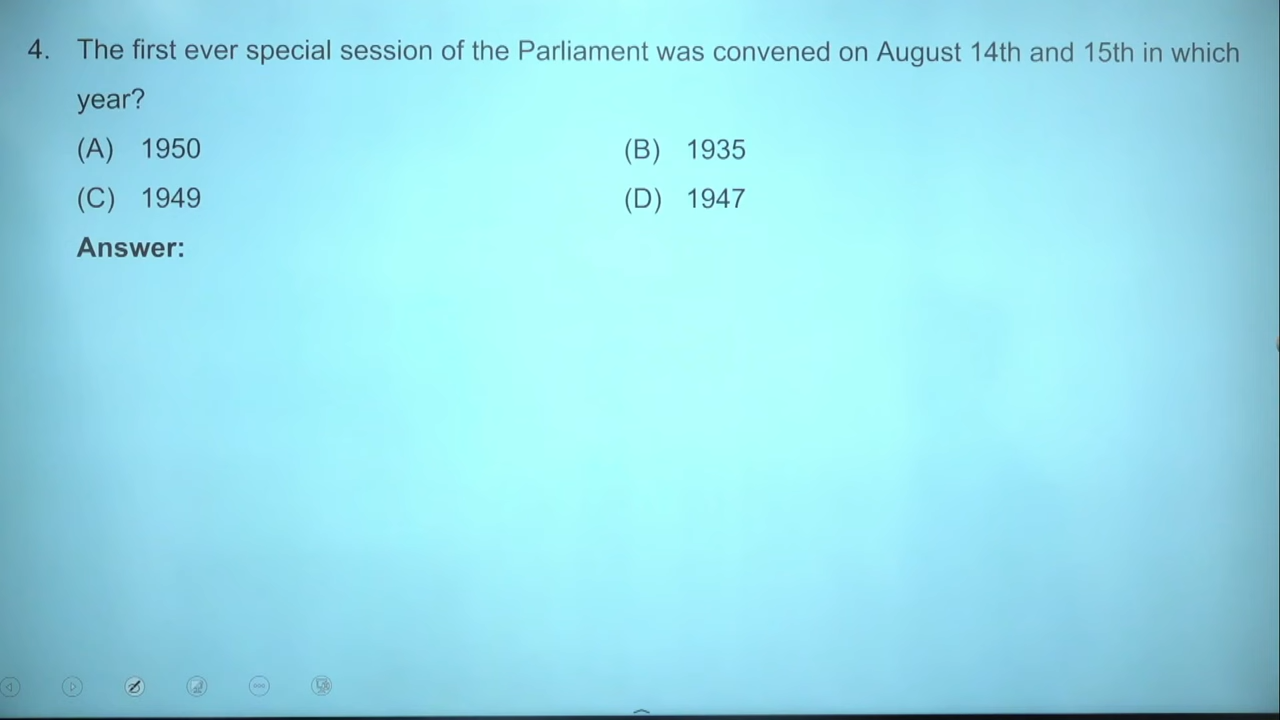 4. The first ever special session of the Parliament was convened on August 14th and 15th in which
year?
(A) 1950 (B) 1935
(C) 1949 (D) 1947
Answer: